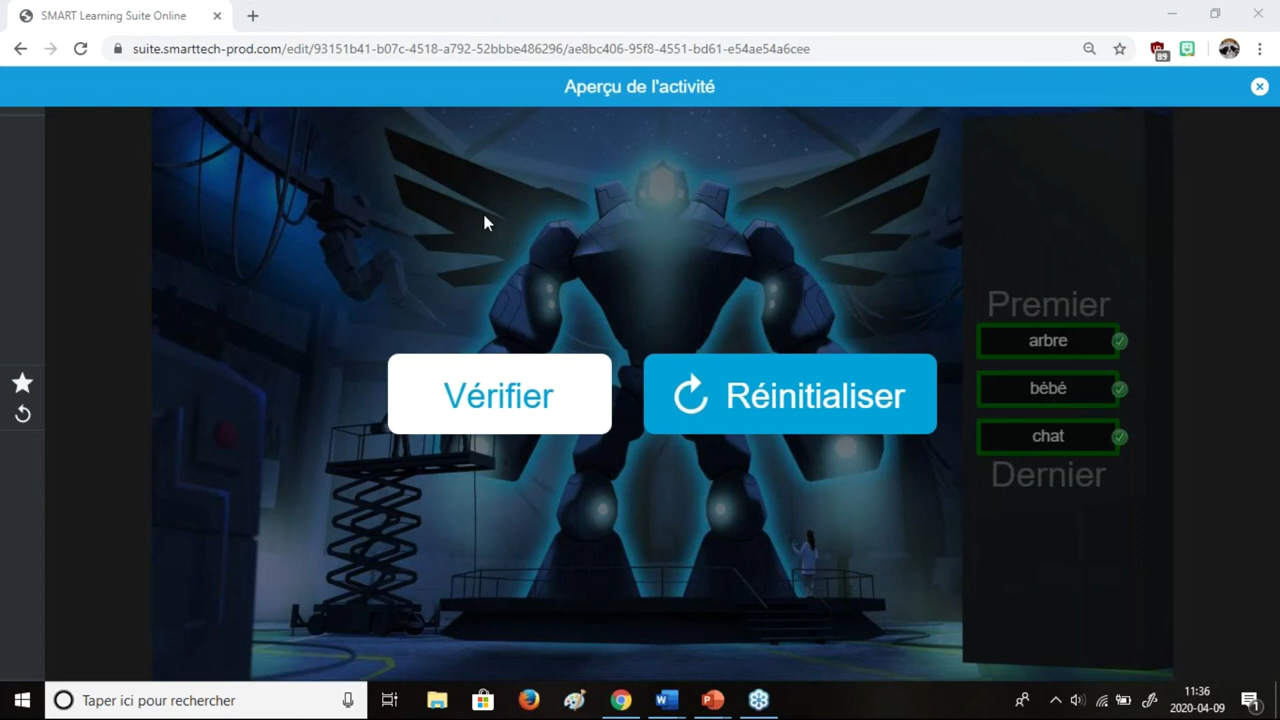 SMART Learning Suite Online
suite.smarttech-prod.com/edit/93151b41-b07c-4518-a792-52bbbe486296/ae8bc406-95f8-4551-bd61-e54ae54a6cee
89
Aperçu de l'activité
Premier
arbre
bébé
chat
Dernier
Vérifier
Réinitialiser
Taper ici pour rechercher
11:36
2020-04-09
1